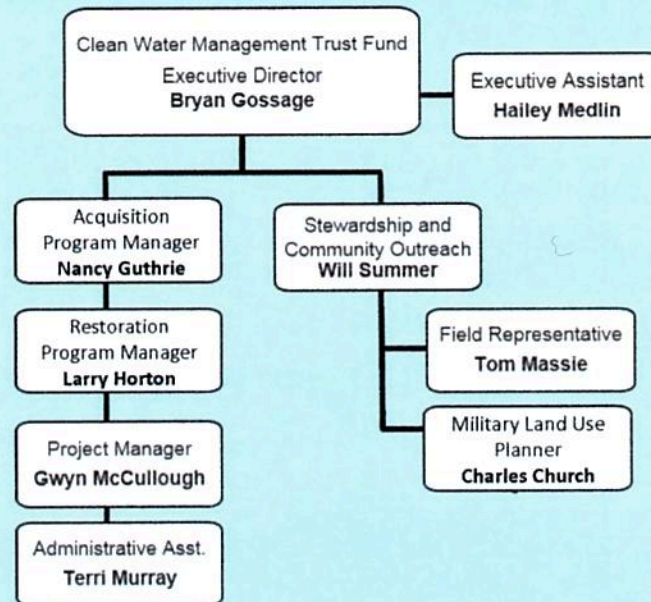 Clean Water Management Trust Fund
Executive Director
Bryan Gossage
Executive Assistant
Hailey Medlin
Acquisition
Program Manager
Nancy Guthrie
Restoration
Program Manager
Larry Horton
Project Manager
Gwyn McCullough
Administrative Asst.
Terri Murray
Stewardship and
Community Outreach
Will Summer
Field Representative
Tom Massie
Military Land Use
Planner
Charles Church